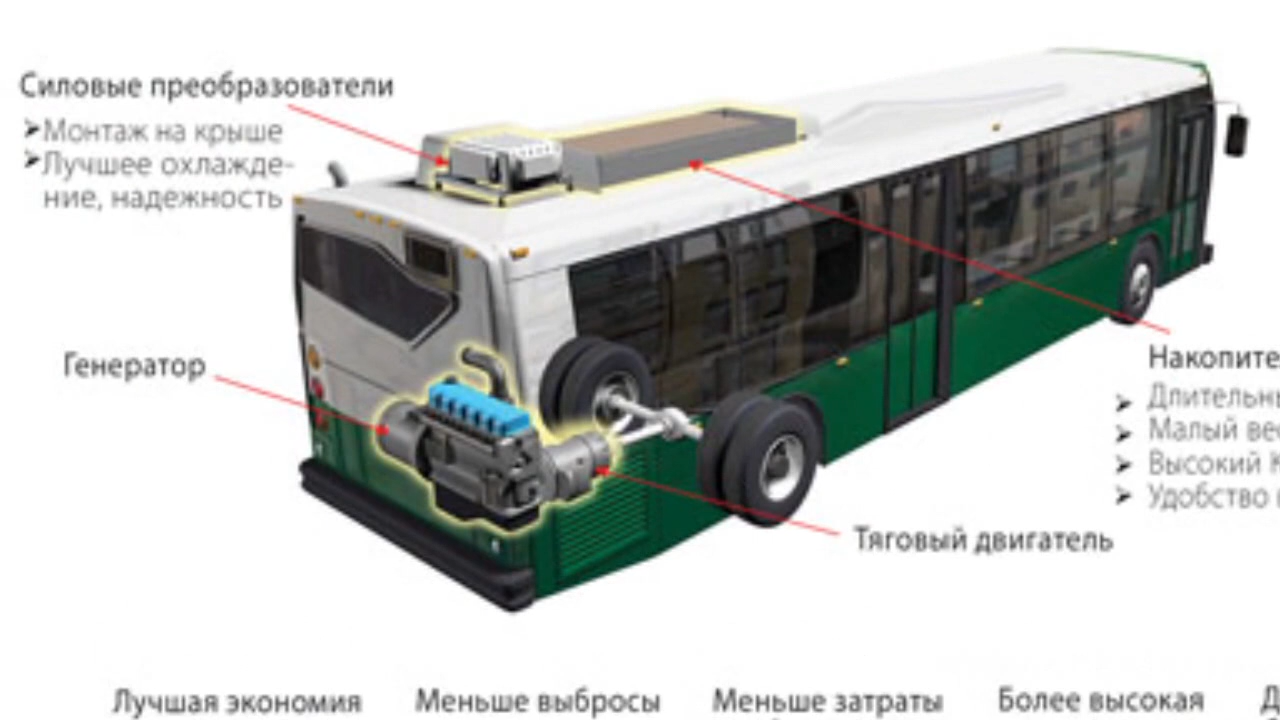 Силовые преобразователи
➤Монтаж на крыше
➤Лучшее охлажде-
ние, надежность
Генератор
Накопите
➤ Длительн
➤ Малый ве
➤ Высокий
➤ Удобство
Тяговый двигатель
Лучшая экономия
Меньше выбросы
Меньше затраты
Более высокая